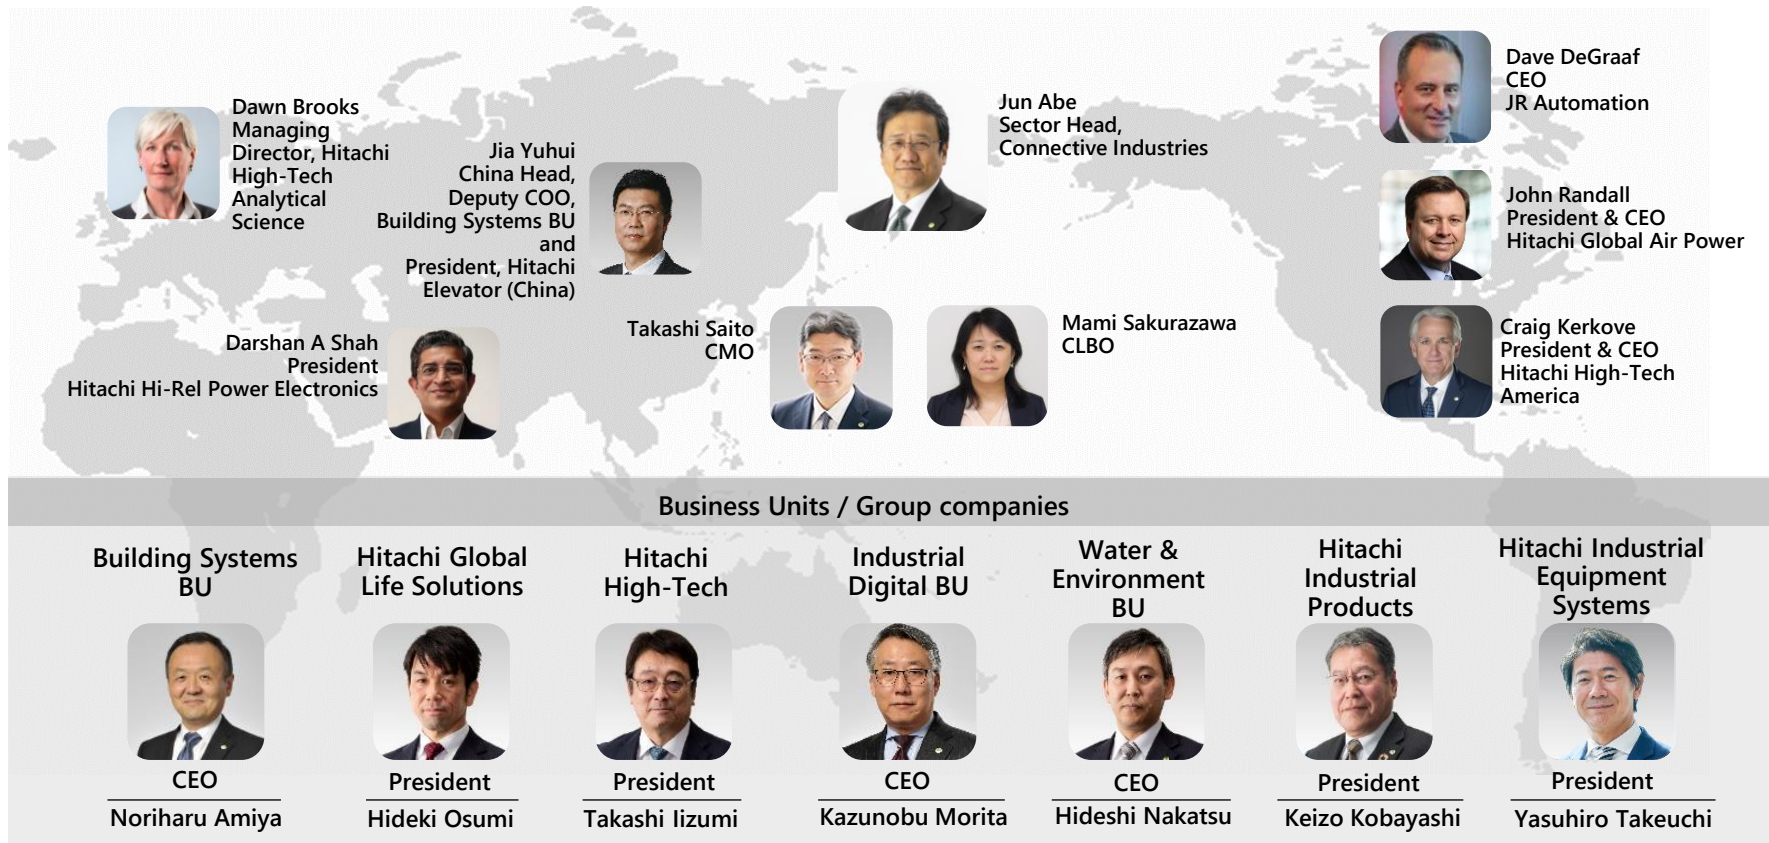 Dawn Brooks
Managing
Director, Hitachi
High-Tech
Analytical
Science
Jia Yuhui
China Head,
Deputy COO,
Building Systems BU
and
President, Hitachi
Elevator (China)
Jun Abe
Sector Head,
Connective Industries
Dave DeGraaf
CEO
JR Automation
John Randall
President & CEO
Hitachi Global Air Power
Darshan A Shah
President
Hitachi Hi-Rel Power Electronics
Takashi Saito
CMO
Mami Sakurazawa
CLBO
Craig Kerkove
President & CEO
Hitachi High-Tech
America
Business Units / Group companies
Building Systems
BU
CEO
Noriharu Amiya
Hitachi Global
Life Solutions
President
Hideki Osumi
Hitachi
High-Tech
President
Takashi Iizumi
Industrial
Digital BU
CEO
Kazunobu Morita
Water &
Environment
BU
CEO
Hideshi Nakatsu
Hitachi
Industrial
Products
President
Keizo Kobayashi
Hitachi Industrial
Equipment
Systems
President
Yasuhiro Takeuchi